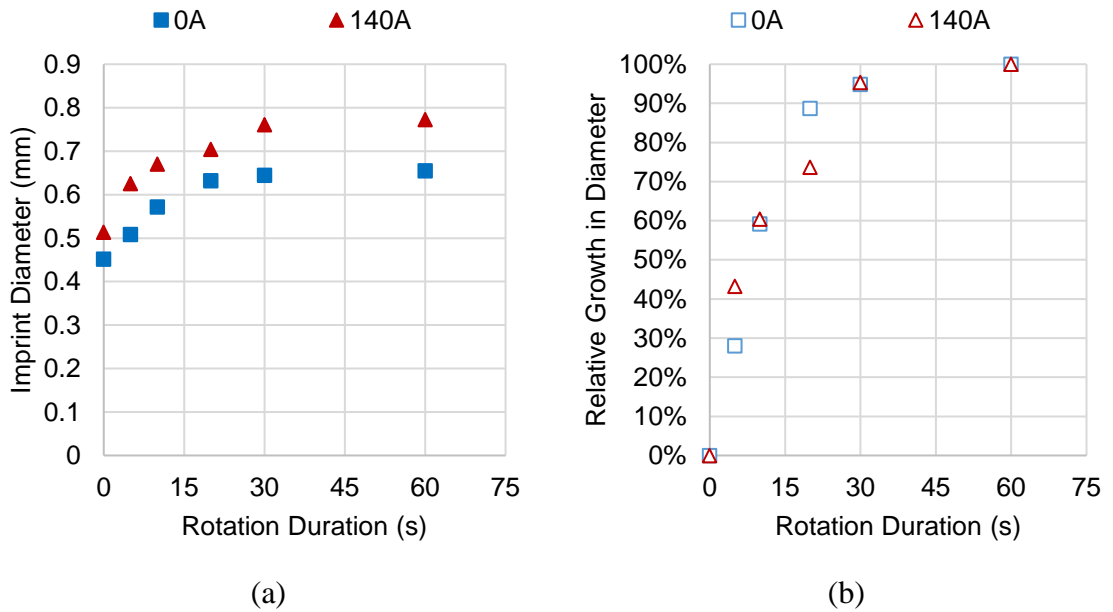 0A 140A
0.9
0.8
0.7
0.6
0.5
0.4
0.3
0.2
0.1
0
Imprint Diameter (mm)
0 15 30 45 60 75
Rotation Duration (s)
(a)
0A 140A
100%
90%
80%
70%
60%
50%
40%
30%
20%
10%
0%
Relative Growth in Diameter
0 15 30 45 60 75
Rotation Duration (s)
(b)